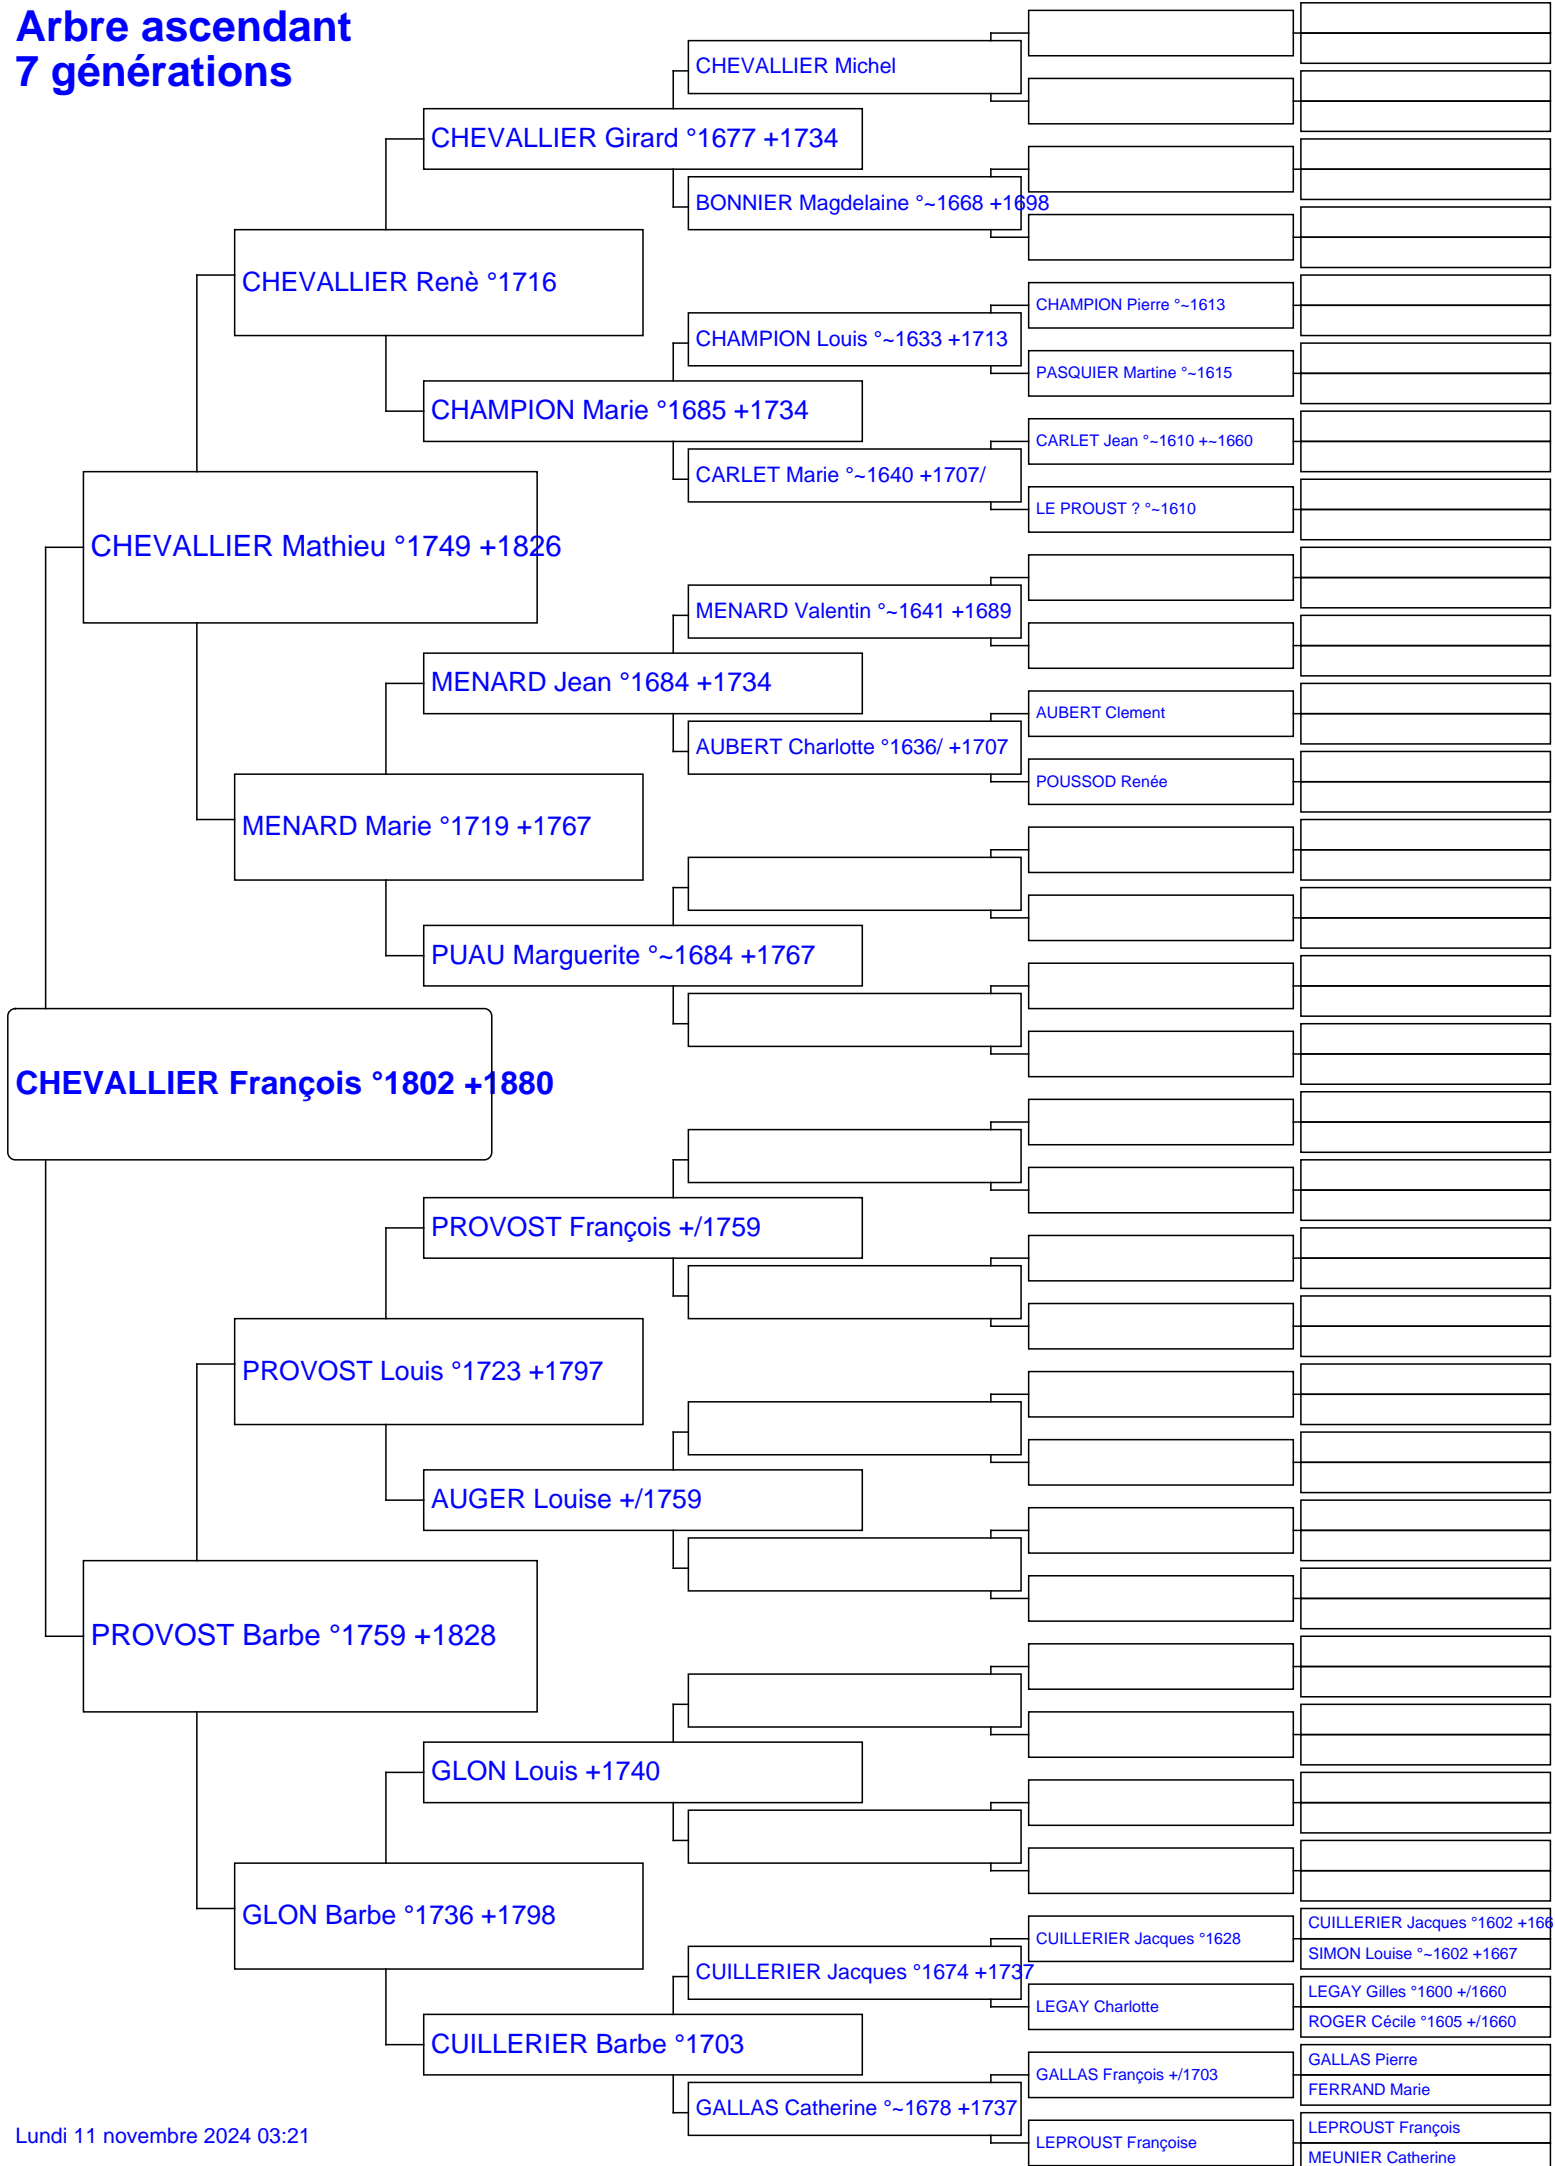 Arbre ascendant
7 générations
CHEVALLIER Michel
CHEVALLIER Girard °1677 +1734
BONNIER Magdelaine °~1668 +1698
CHEVALLIER Renè °1716
CHAMPION Pierre °~1613
CHAMPION Louis °~1633 +1713
PASQUIER Martine °~1615
CHAMPION Marie °1685 +1734
CARLET Jean °~1610 +~1660
CARLET Marie °~1640 +1707/
LE PROUST ? °~1610
CHEVALLIER Mathieu °1749 +1826
MENARD Valentin °~1641 +1689
MENARD Jean °1684 +1734
AUBERT Clement
AUBERT Charlotte °1636/ +1707
POUSSOD Renée
MENARD Marie °1719 +1767
PUAU Marguerite °~1684 +1767
CHEVALLIER François °1802 +1880
PROVOST François +/1759
PROVOST Louis °1723 +1797
AUGER Louise +/1759
PROVOST Barbe °1759 +1828
GLON Louis +1740
GLON Barbe °1736 +1798
CUILLERIER Jacques °1602 +166
CUILLERIER Jacques °1628
SIMON Louise °~1602 +1667
CUILLERIER Jacques °1674 +1737
LEGAY Gilles °1600 +/1660
LEGAY Charlotte
ROGER Cécile °1605 +/1660
CUILLERIER Barbe °1703
GALLAS Pierre
GALLAS François +/1703
FERRAND Marie
GALLAS Catherine °~1678 +1737
LEPROUST François
LEPROUST Françoise
MEUNIER Catherine
Lundi 11 novembre 2024 03:21